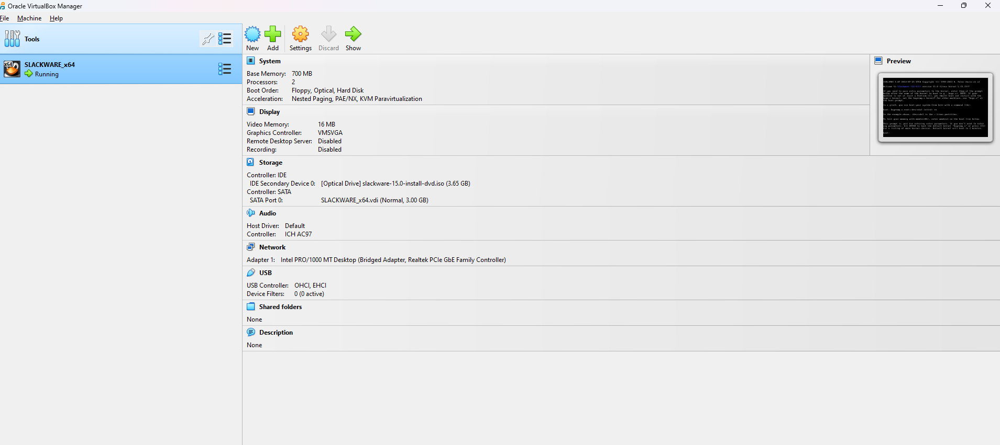 Oracle VirtualBox Manager
File Machine Help
Tools
New Add Settings Discard Show
x64
SLACKWARE_x64
Running
System
Base Memory: 700 MB
Processors: 2
Boot Order: Floppy, Optical, Hard Disk
Acceleration: Nested Paging, PAE/NX, KVM Paravirtualization
Preview
Display
Video Memory: 16 MB
Graphics Controller: VMSVGA
Remote Desktop Server: Disabled
Recording: Disabled
Storage
Controller: IDE
IDE Secondary Device 0: [Optical Drive] slackware-15.0-install-dvd.iso (3.65 GB)
Controller: SATA
SATA Port 0: SLACKWARE_x64.vdi (Normal, 3.00 GB)
Audio
Host Driver: Default
Controller: ICH AC97
Network
Adapter 1: Intel PRO/1000 MT Desktop (Bridged Adapter, Realtek PCIe GbE Family Controller)
USB
USB Controller: OHCI, EHCI
Device Filters: 0 (0 active)
Shared folders
None
Description
None